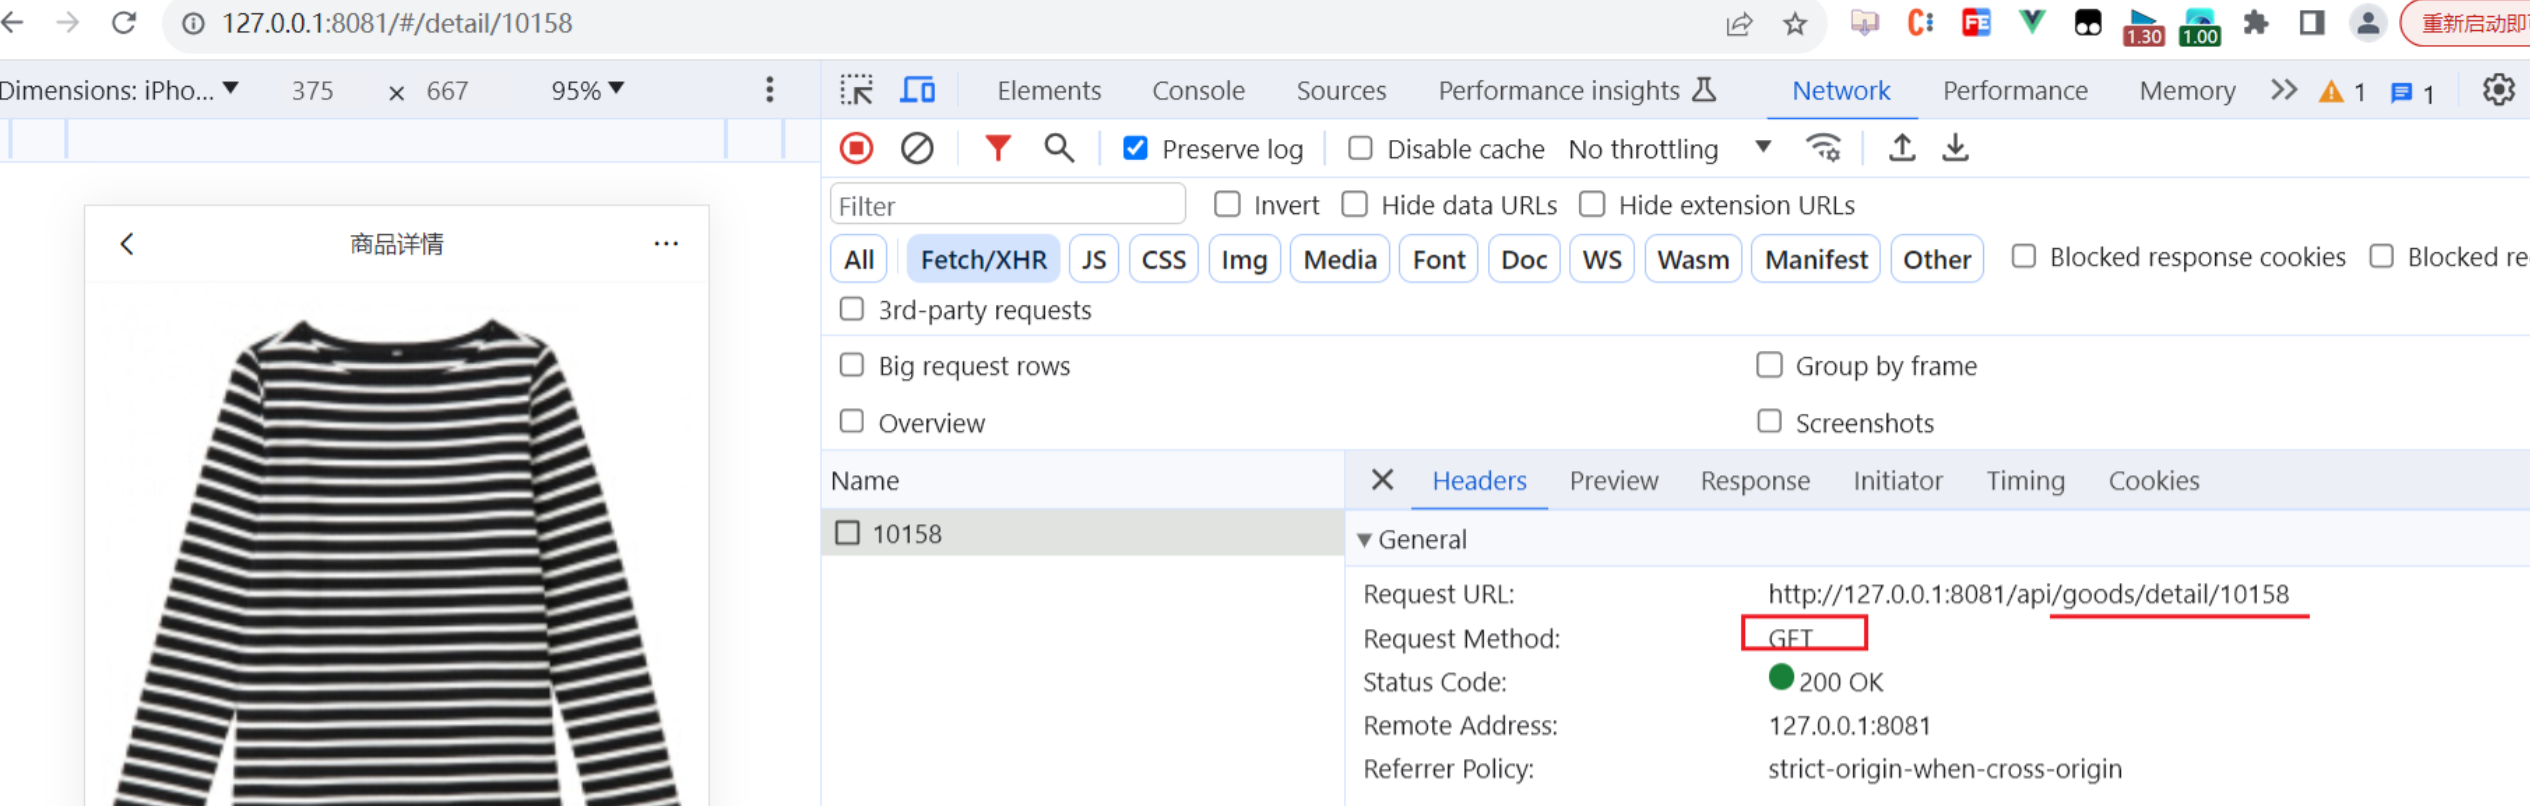 127.0.0.1:8081/#/detail/10158
1.30
1.00
重新启动即
Dimensions: iPho... 375 × 667 95%
Elements Console Sources Performance insights Network Performance Memory 1 1
Preserve log Disable cache No throttling
Filter Invert Hide data URLs Hide extension URLs
All Fetch/XHR JS CSS Img Media Font Doc WS Wasm Manifest Other Blocked response cookies Blocked re
3rd-party requests
Big request rows Group by frame
Overview Screenshots
商品详情
Name Headers Preview Response Initiator Timing Cookies
10158
General
Request URL: http://127.0.0.1:8081/api/goods/detail/10158
Request Method: GET
Status Code: 200 OK
Remote Address: 127.0.0.1:8081
Referrer Policy: strict-origin-when-cross-origin